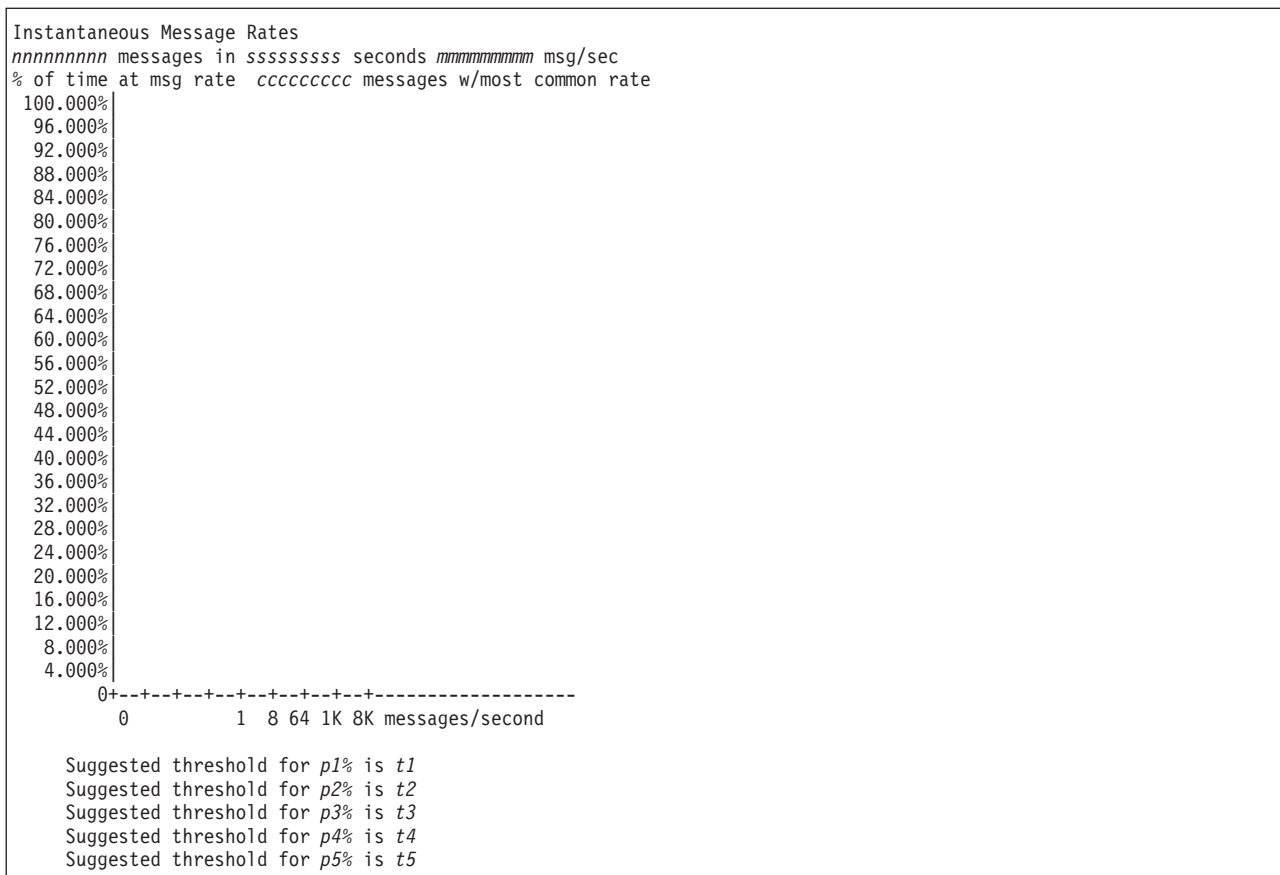 Instantaneous Message Rates
nnnnnnnnn messages in sssssssss seconds mmmmmmmmm msg/sec
% of time at msg rate  ccccccccc messages w/most common rate
100.000%|
96.000%|
92.000%|
88.000%|
84.000%|
80.000%|
76.000%|
72.000%|
68.000%|
64.000%|
60.000%|
56.000%|
52.000%|
48.000%|
44.000%|
40.000%|
36.000%|
32.000%|
28.000%|
24.000%|
20.000%|
16.000%|
12.000%|
8.000%|
4.000%|
0+--+--+--+--+--+--+--+--+-------------------
0 1 8 64 1K 8K messages/second
Suggested threshold for p1% is t1
Suggested threshold for p2% is t2
Suggested threshold for p3% is t3
Suggested threshold for p4% is t4
Suggested threshold for p5% is t5